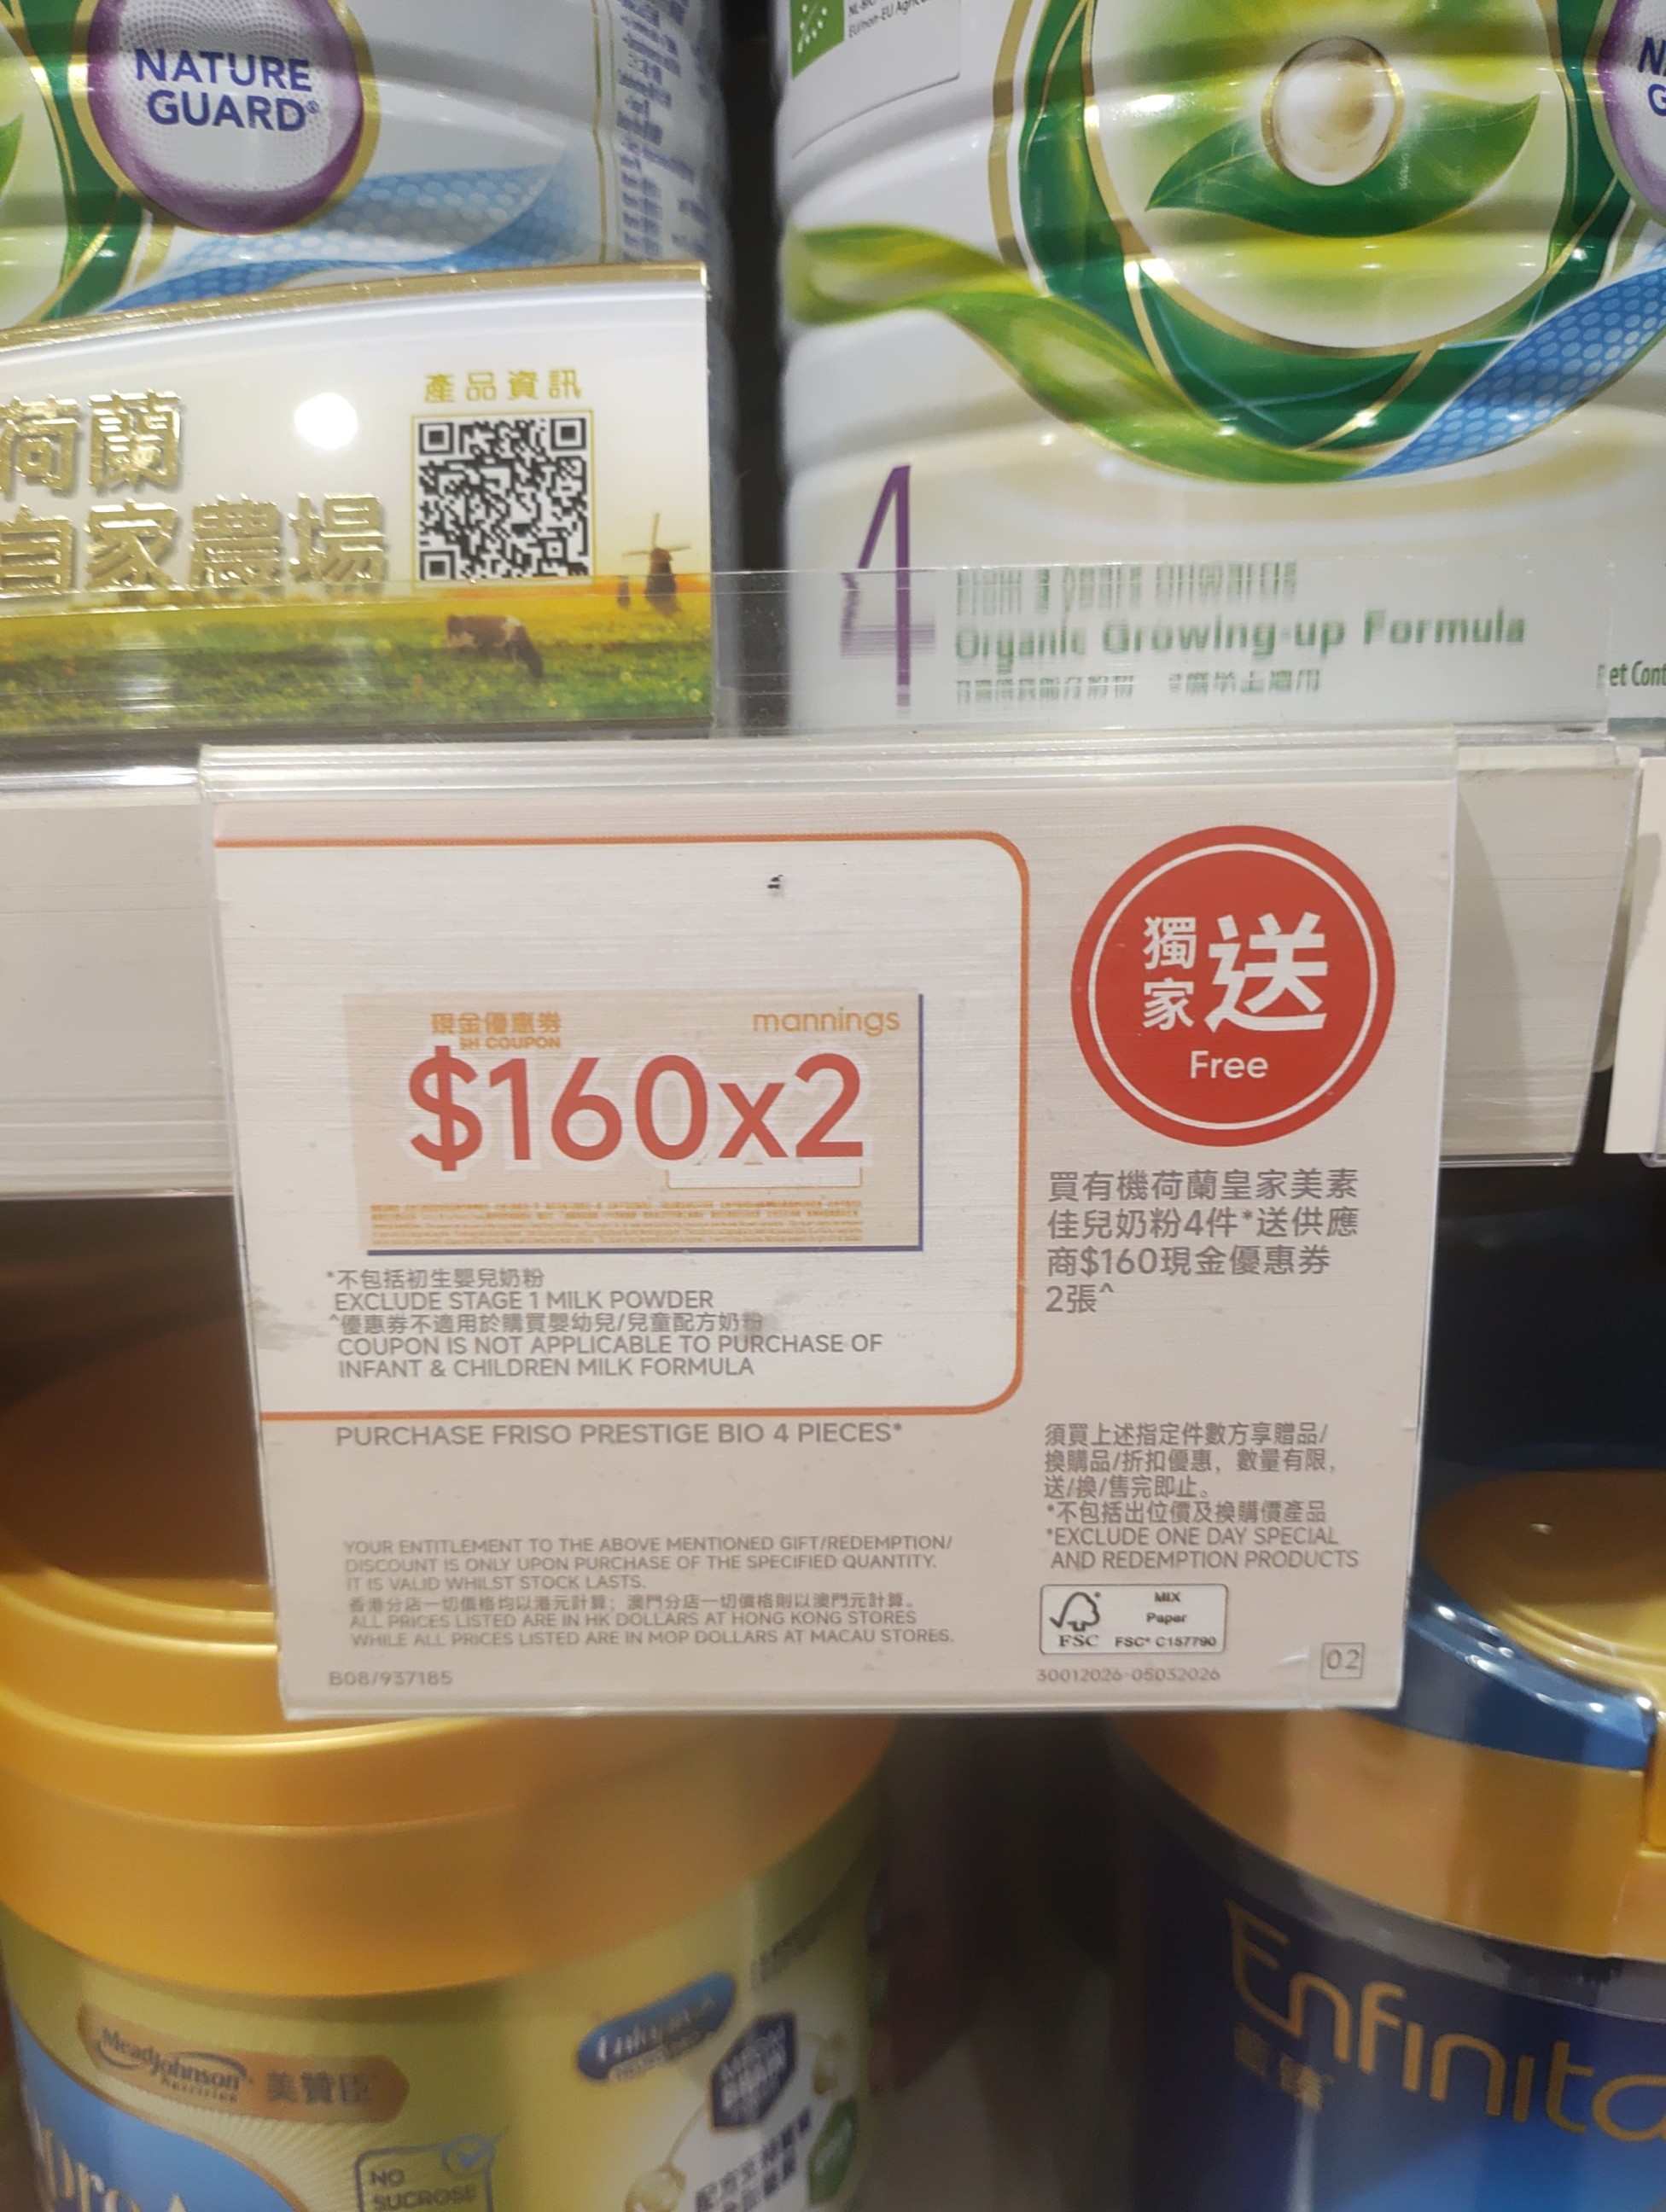 NATURE
GUARD®
產品資訊
荷蘭
自家農場
4
from 3 years onwards
Organic Growing-up Formula
et Cont
現金優惠券
SH COUPON
mannings
$160x2
獨家送
Free
買有機荷蘭皇家美素
佳兒奶粉4件*送供應
商$160現金優惠券
2張^
*不包括初生嬰兒奶粉
EXCLUDE STAGE 1 MILK POWDER
^優惠券不適用於購買嬰幼兒/兒童配方奶粉
COUPON IS NOT APPLICABLE TO PURCHASE OF
INFANT & CHILDREN MILK FORMULA
PURCHASE FRISO PRESTIGE BIO 4 PIECES*
須買上述指定件數方享贈品/
換購品/折扣優惠，數量有限，
送/換/售完即止。
*不包括出位價及換購價產品
*EXCLUDE ONE DAY SPECIAL
AND REDEMPTION PRODUCTS
YOUR ENTITLEMENT TO THE ABOVE MENTIONED GIFT/REDEMPTION/
DISCOUNT IS ONLY UPON PURCHASE OF THE SPECIFIED QUANTITY.
IT IS VALID WHILST STOCK LASTS.
香港分店一切價格均以港元計算；澳門分店一切價格則以澳門元計算。
ALL PRICES LISTED ARE IN HK DOLLARS AT HONG KONG STORES
WHILE ALL PRICES LISTED ARE IN MOP DOLLARS AT MACAU STORES.
B08/937185
FSC
MIX
Paper
FSC® C157790
30012026-05032026
02
MeadJohnson
Nutrition
美贊臣
NO
SUCROSE
Enfinita